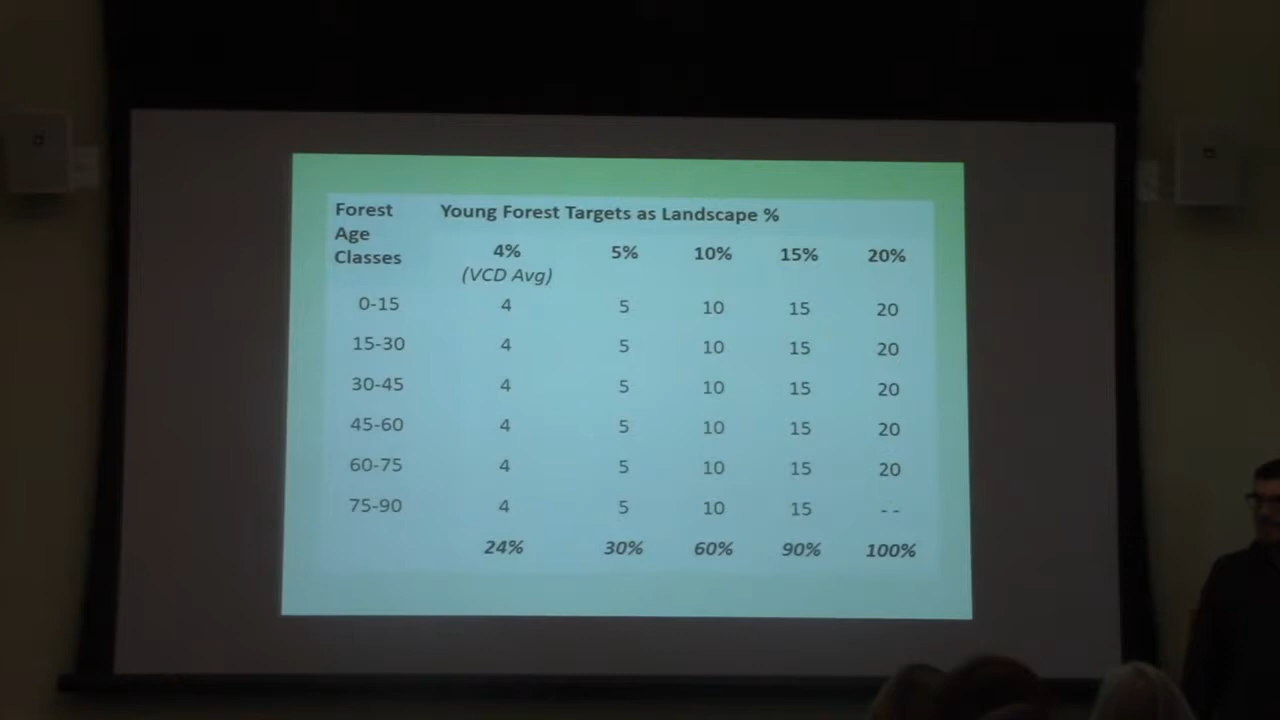 Forest Age Classes Young Forest Targets as Landscape %
4% (VCD Avg) 5% 10% 15% 20%
0-15 4 5 10 15 20
15-30 4 5 10 15 20
30-45 4 5 10 15 20
45-60 4 5 10 15 20
60-75 4 5 10 15 20
75-90 4 5 10 15 - -
24% 30% 60% 90% 100%